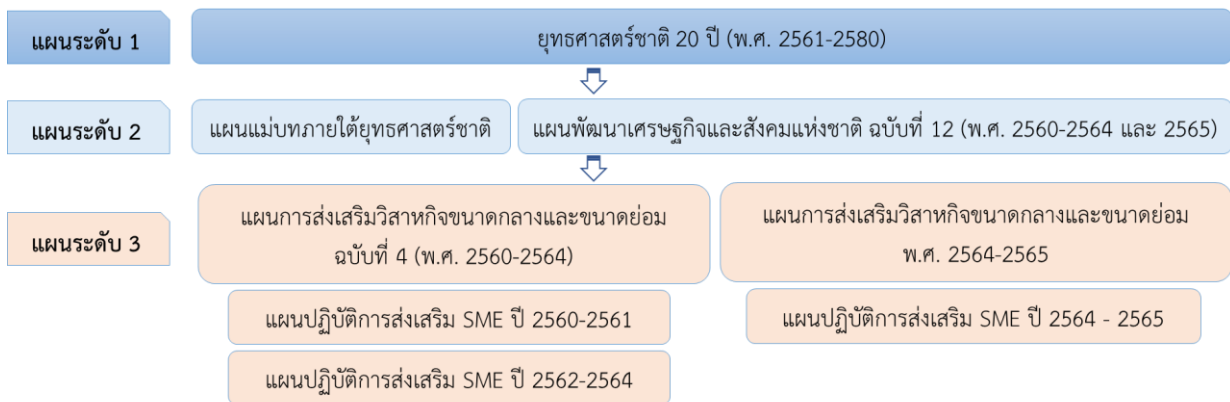 แผนระดับ 1
ยุทธศาสตร์ชาติ 20 ปี (พ.ศ. 2561-2580)
แผนระดับ 2
แผนแม่บทภายใต้ยุทธศาสตร์ชาติ
แผนพัฒนาเศรษฐกิจและสังคมแห่งชาติ ฉบับที่ 12 (พ.ศ. 2560-2564 และ 2565)
แผนระดับ 3
แผนการส่งเสริมวิสาหกิจขนาดกลางและขนาดย่อม
ฉบับที่ 4 (พ.ศ. 2560-2564)
แผนปฏิบัติการส่งเสริม SME ปี 2560-2561
แผนปฏิบัติการส่งเสริม SME ปี 2562-2564
แผนการส่งเสริมวิสาหกิจขนาดกลางและขนาดย่อม
พ.ศ. 2564-2565
แผนปฏิบัติการส่งเสริม SME ปี 2564 - 2565